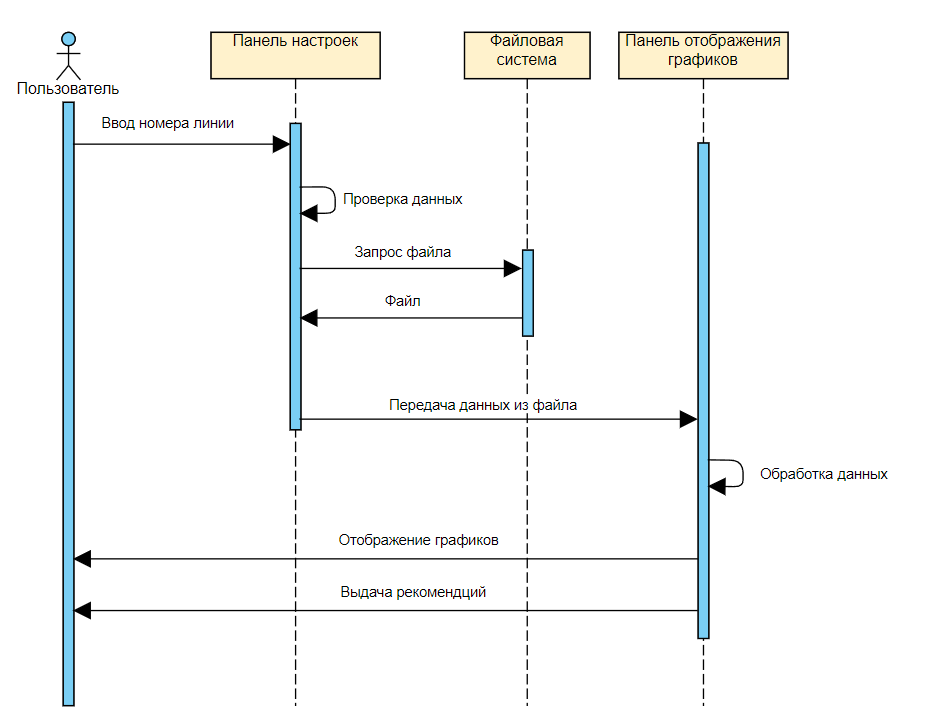 Пользователь
Панель настроек
Файловая
система
Панель отображения
графиков
Ввод номера линии
Проверка данных
Запрос файла
Файл
Передача данных из файла
Обработка данных
Отображение графиков
Выдача рекомендций